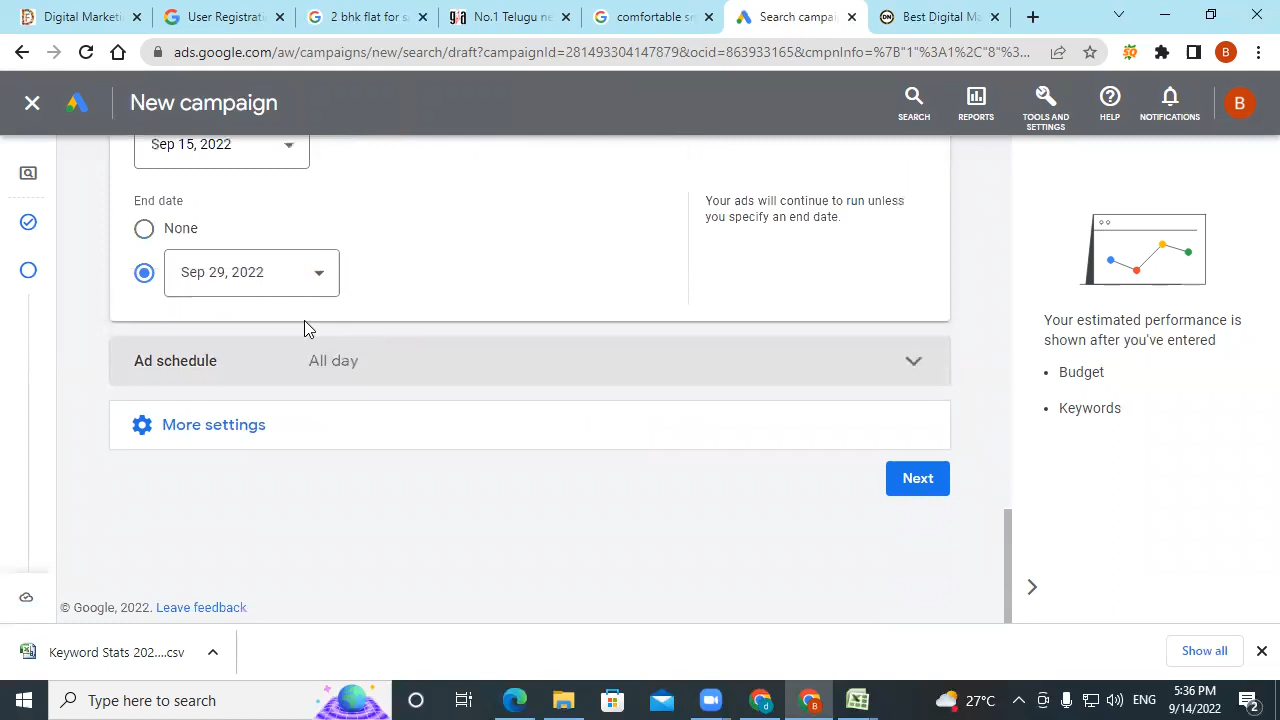 Digital Marketi
User Registrati
2 bhk flat for s
No.1 Telugu ne
comfortable sm
Search campai
Best Digital Ma
ads.google.com/aw/campaigns/new/search/draft?campaignId=281493304147879&ocid=863933163&cmpnInfo=%7B"1"%3A1%2C"8"%3...
B
New campaign
SEARCH
REPORTS
TOOLS AND
SETTINGS
HELP
NOTIFICATIONS
B
Sep 15, 2022
End date
None
Sep 29, 2022
Your ads will continue to run unless
you specify an end date.
Ad schedule All day
More settings
Next
Your estimated performance is
shown after you've entered
• Budget
• Keywords
© Google, 2022. Leave feedback
Keyword Stats 202....csv
Show all
Type here to search
27°C
ENG
5:36 PM
9/14/2022
2